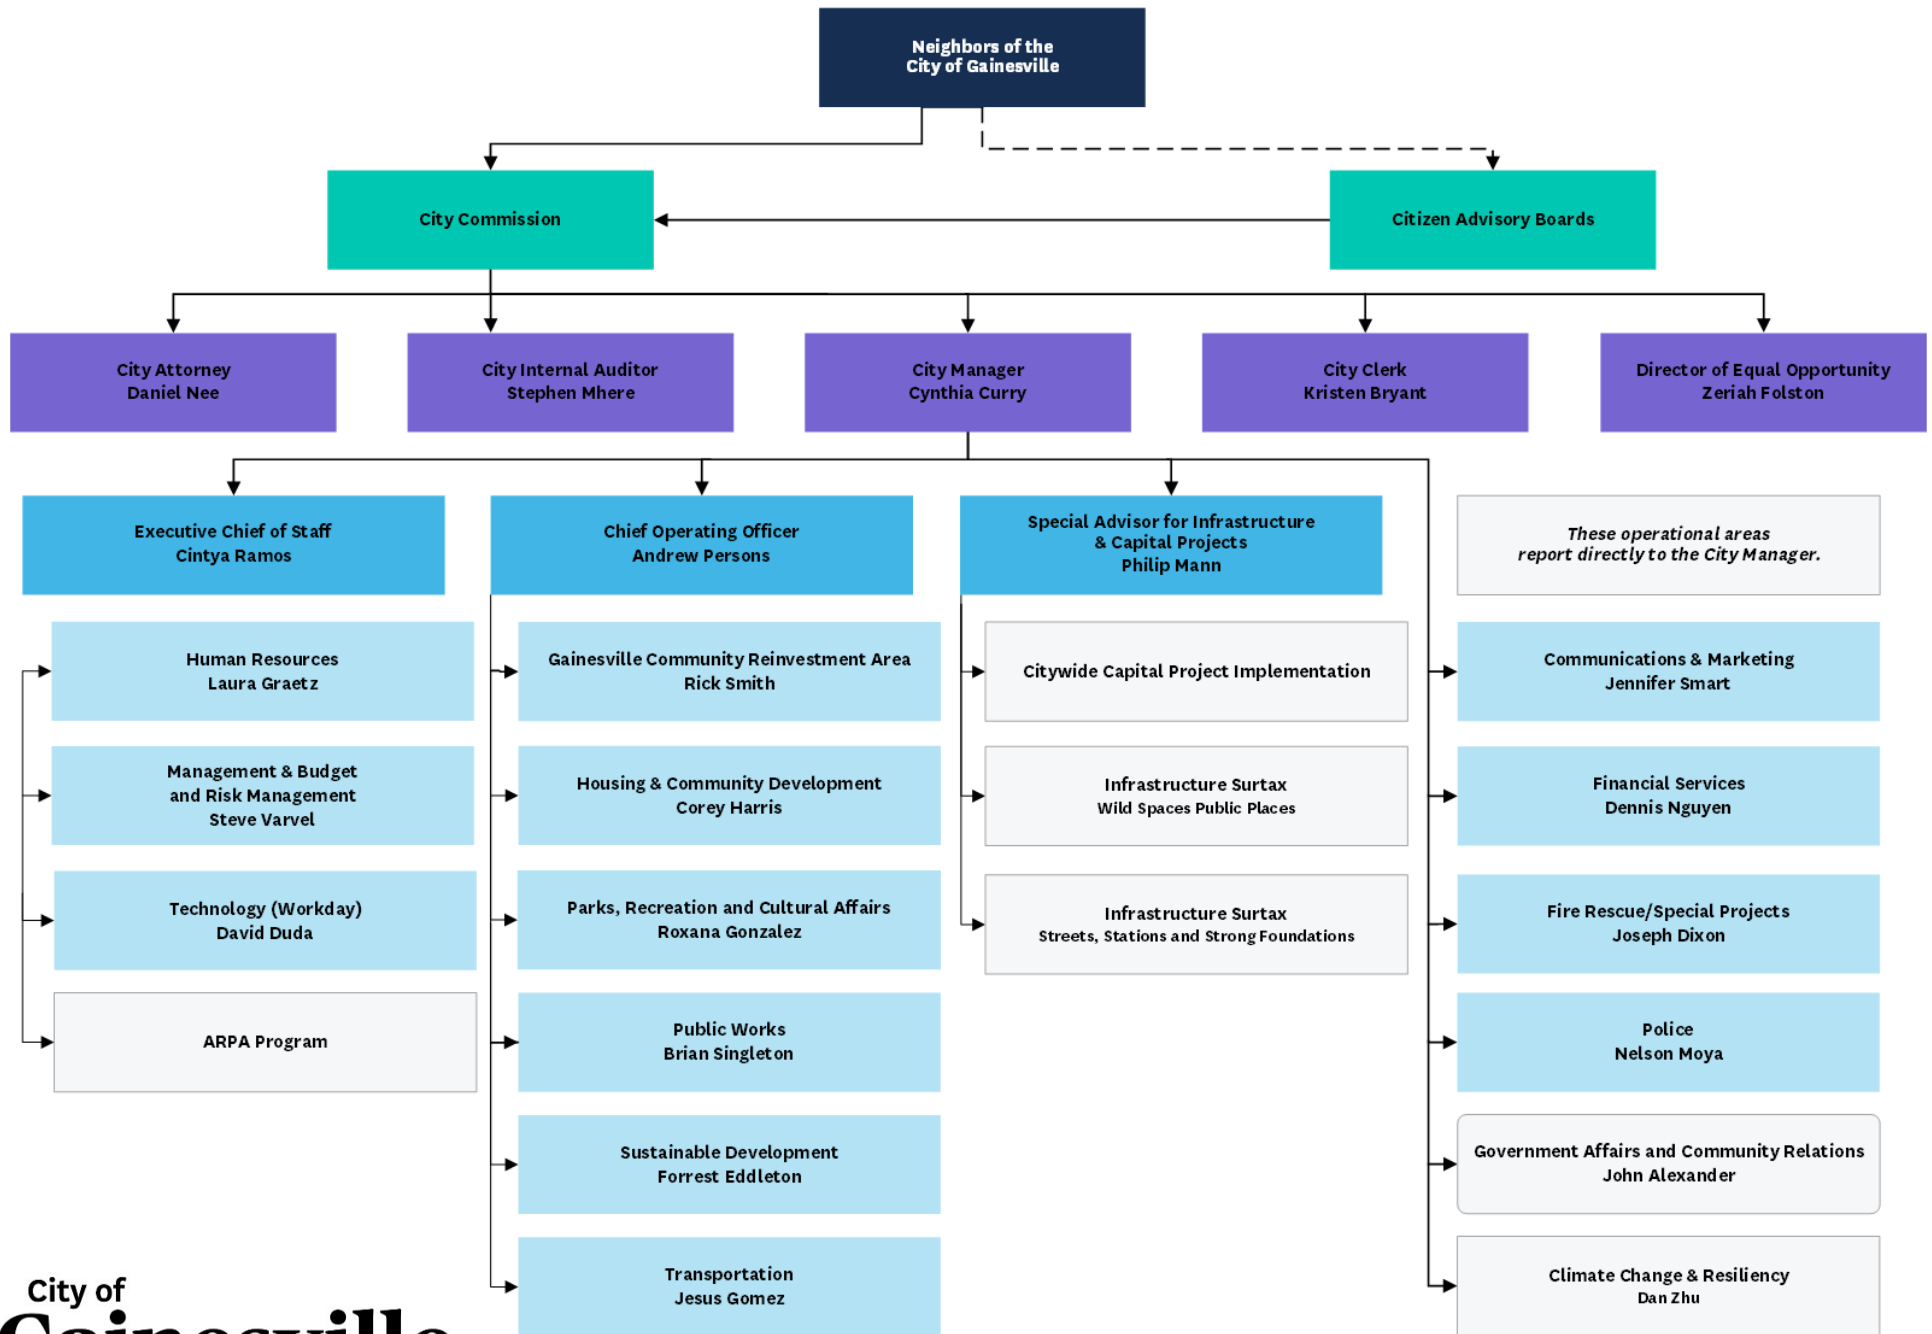 Neighbors of the
City of Gainesville
City Commission
Citizen Advisory Boards
City Attorney
Daniel Nee
City Internal Auditor
Stephen Mhere
City Manager
Cynthia Curry
City Clerk
Kristen Bryant
Director of Equal Opportunity
Zeriah Folston
Executive Chief of Staff
Cintya Ramos
Chief Operating Officer
Andrew Persons
Special Advisor for Infrastructure
& Capital Projects
Philip Mann
These operational areas
report directly to the City Manager.
Human Resources
Laura Graetz
Management & Budget
and Risk Management
Steve Varvel
Technology (Workday)
David Duda
ARPA Program
Gainesville Community Reinvestment Area
Rick Smith
Housing & Community Development
Corey Harris
Parks, Recreation and Cultural Affairs
Roxana Gonzalez
Public Works
Brian Singleton
Sustainable Development
Forrest Eddleton
Transportation
Jesus Gomez
Citywide Capital Project Implementation
Infrastructure Surtax
Wild Spaces Public Places
Infrastructure Surtax
Streets, Stations and Strong Foundations
Communications & Marketing
Jennifer Smart
Financial Services
Dennis Nguyen
Fire Rescue/Special Projects
Joseph Dixon
Police
Nelson Moya
Government Affairs and Community Relations
John Alexander
Climate Change & Resiliency
Dan Zhu
City of
Gainesville